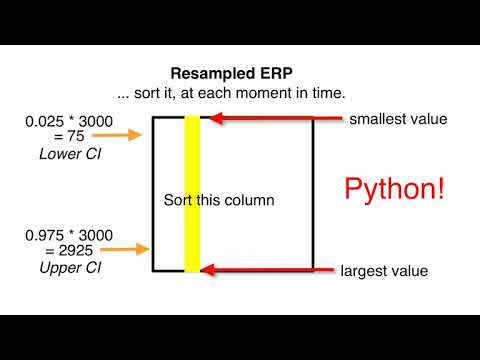 Resampled ERP
... sort it, at each moment in time.
0.025 * 3000
= 75
Lower CI
smallest value
Sort this column
Python!
0.975 * 3000
= 2925
Upper CI
largest value